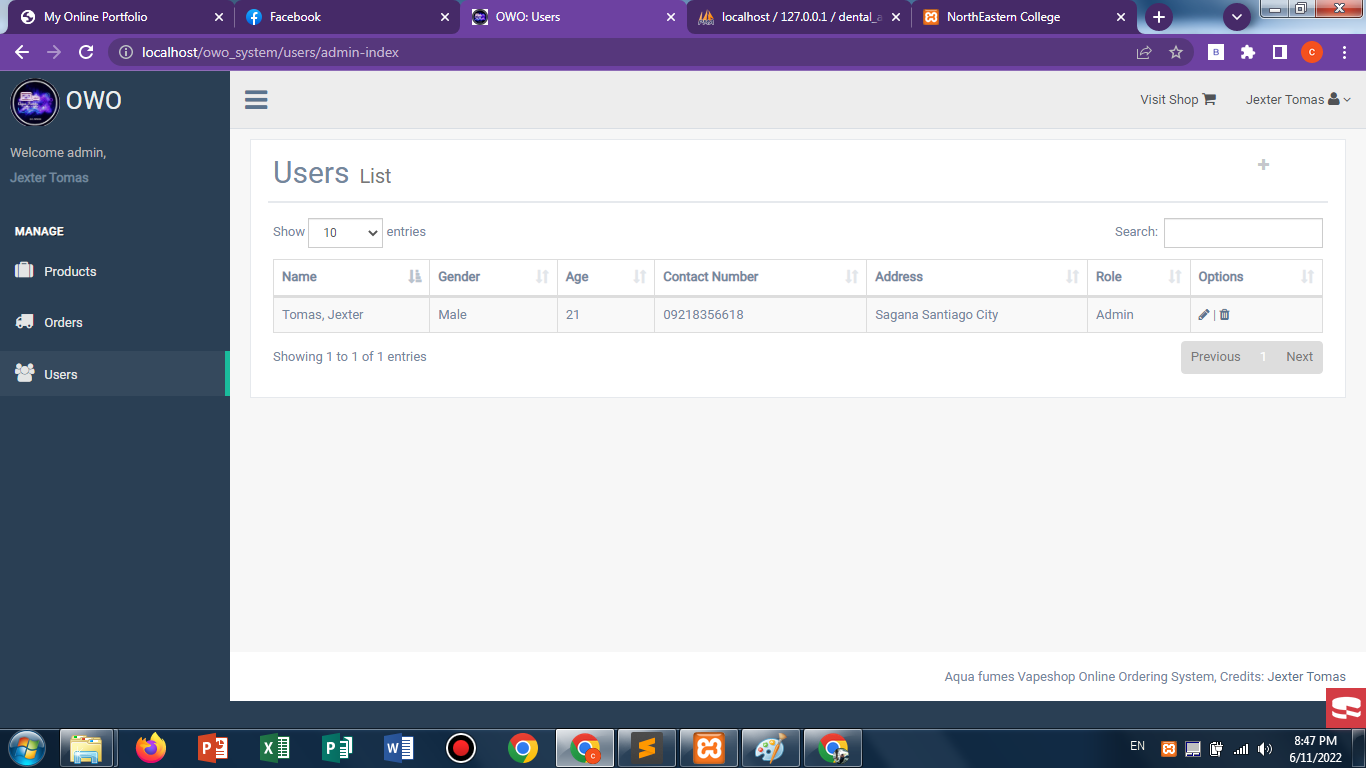 My Online Portfolio
Facebook
OWO: Users
localhost / 127.0.0.1 / dental_a
NorthEastern College
localhost/owo_system/users/admin-index
B
C
OWO
Visit Shop
Jexter Tomas
Welcome admin,
Jexter Tomas
MANAGE
Products
Orders
Users
Users List
Show 10 entries
Search:
Name Gender Age Contact Number Address Role Options
Tomas, Jexter Male 21 09218356618 Sagana Santiago City Admin |
Showing 1 to 1 of 1 entries
Previous 1 Next
Aqua fumes Vapeshop Online Ordering System, Credits: Jexter Tomas
EN
8:47 PM
6/11/2022